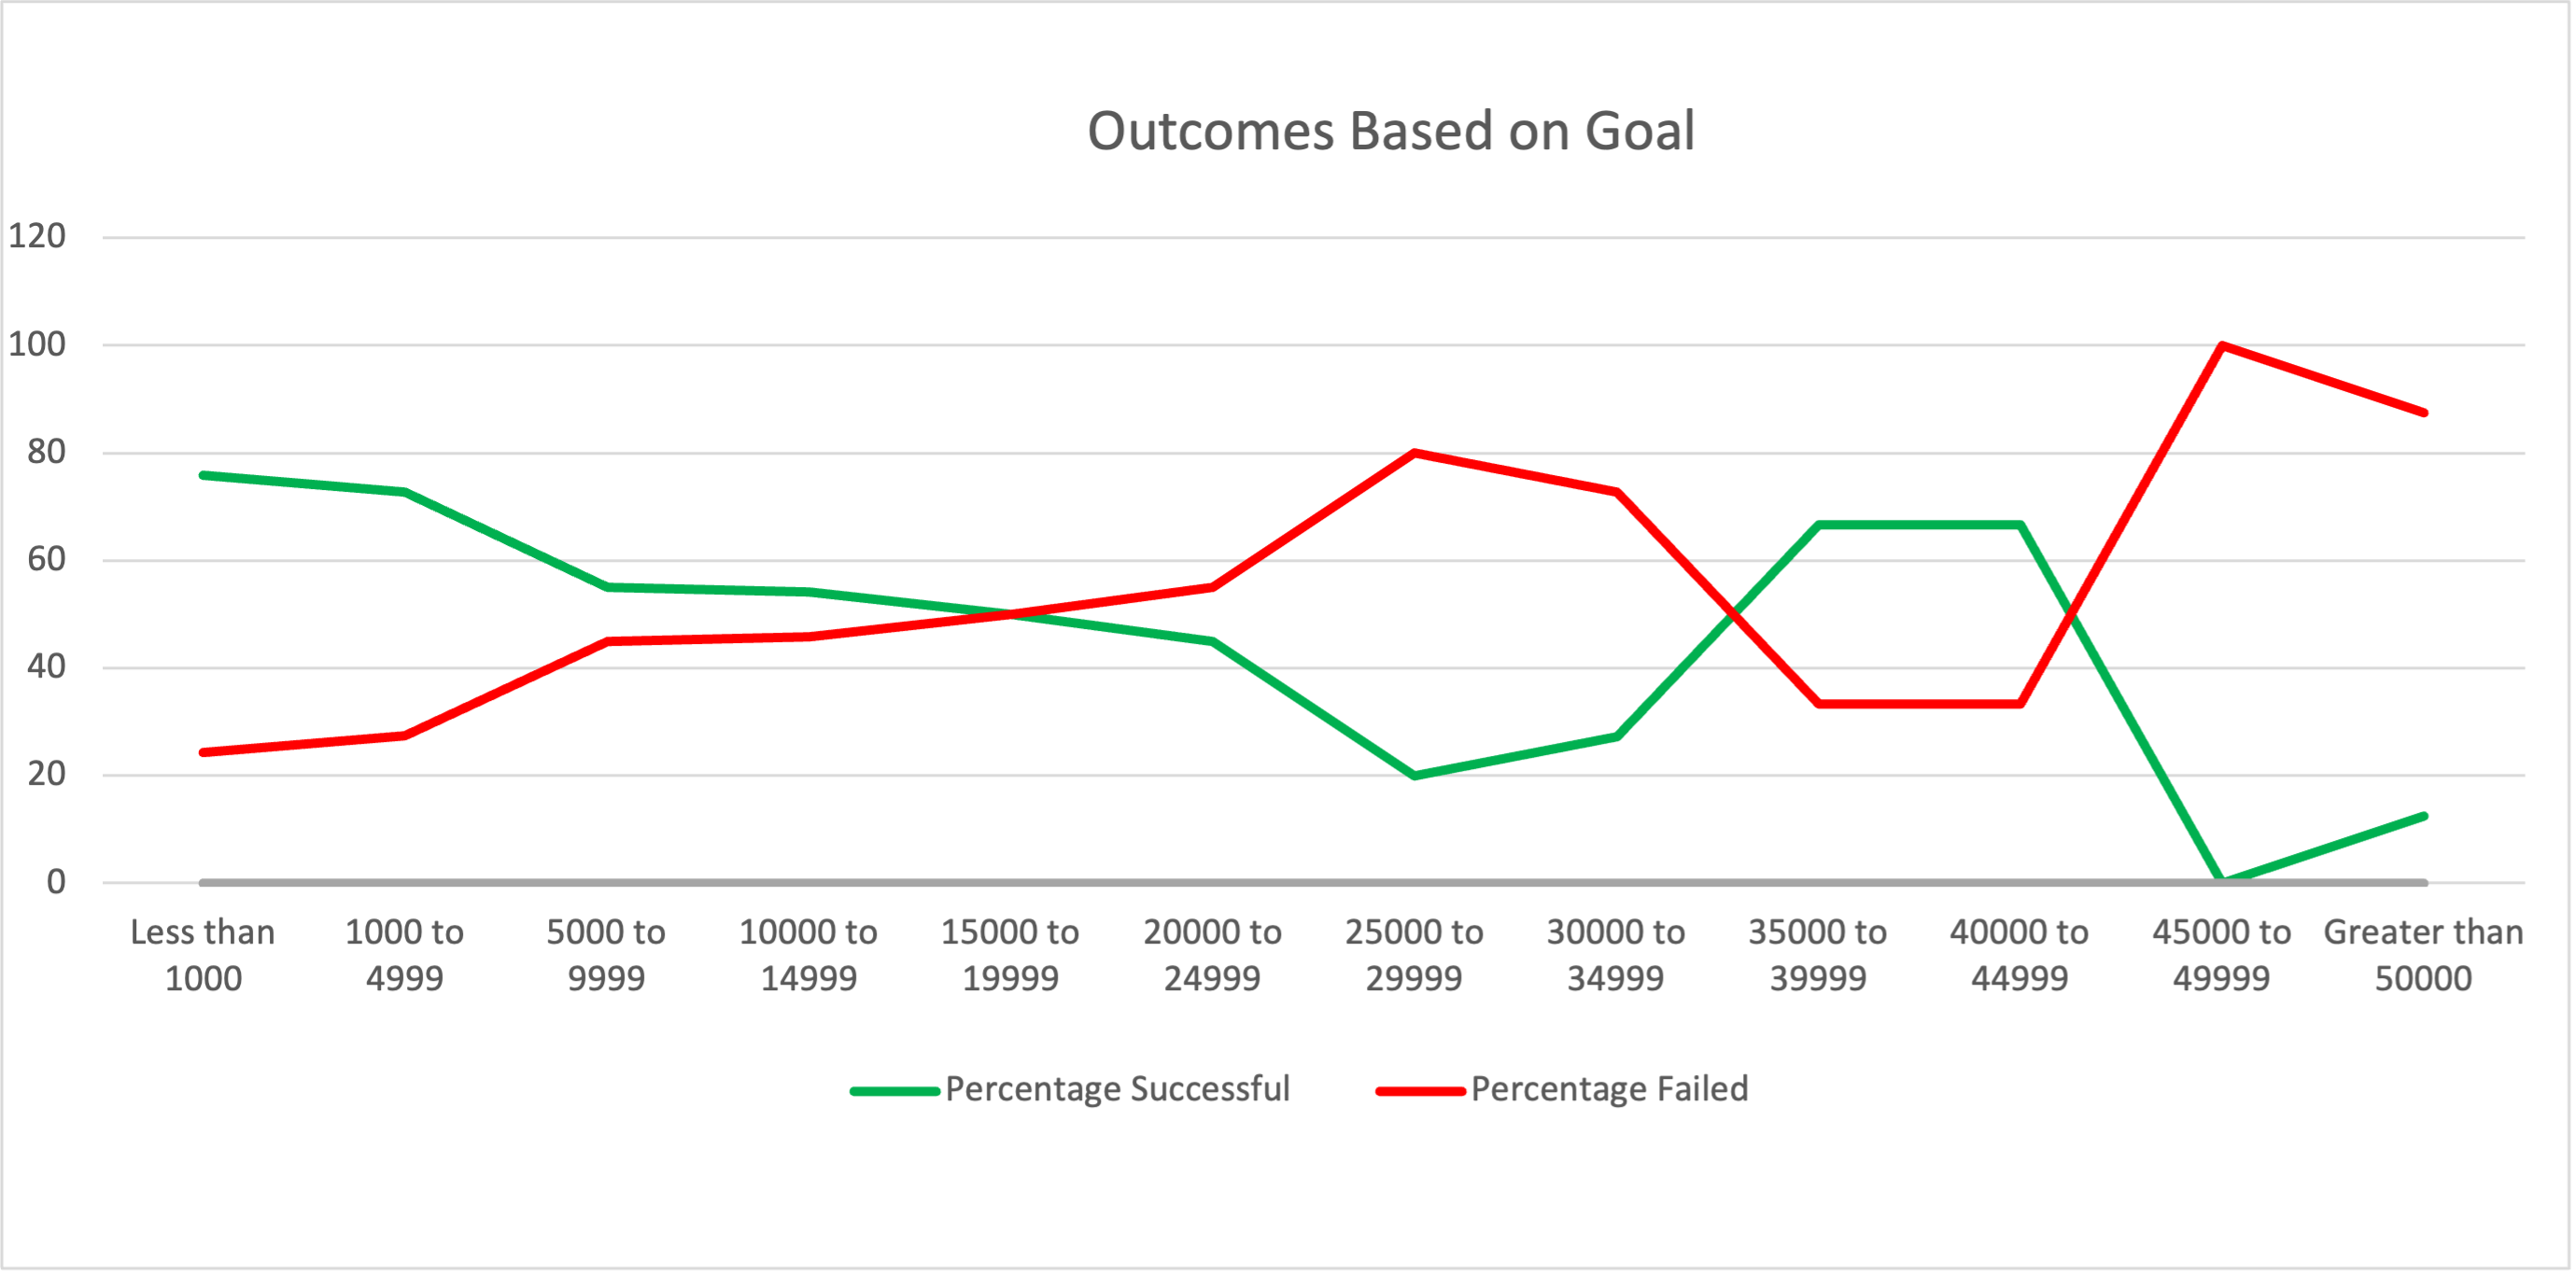 Outcomes Based on Goal
120
100
80
60
40
20
0
Less than 1000 to 5000 to 10000 to 15000 to 20000 to 25000 to 30000 to 35000 to 40000 to 45000 to Greater than
1000 4999 9999 14999 19999 24999 29999 34999 39999 44999 49999 50000
Percentage Successful Percentage Failed